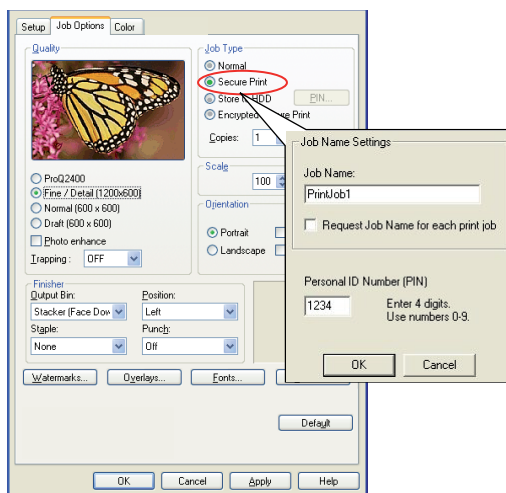 Setup Job Options Color
Quality
ProQ2400
Fine / Detail (1200x600)
Normal (600 x 600)
Draft (600 x 600)
Photo enhance
Trapping: OFF
Job Type
Normal
Secure Print
Store to HDD PIN...
Encrypted Print
Copies: 1
Scale
100
Orientation
Portrait
Landscape
Finisher
Output Bin: Position:
Stacker (Face Dow Left
Staple: Punch:
None Off
Watermarks... Overlays... Fonts...
Default
OK Cancel Apply Help
Job Name Settings
Job Name:
PrintJob1
Request Job Name for each print job
Personal ID Number (PIN)
1234 Enter 4 digits.
Use numbers 0-9.
OK Cancel